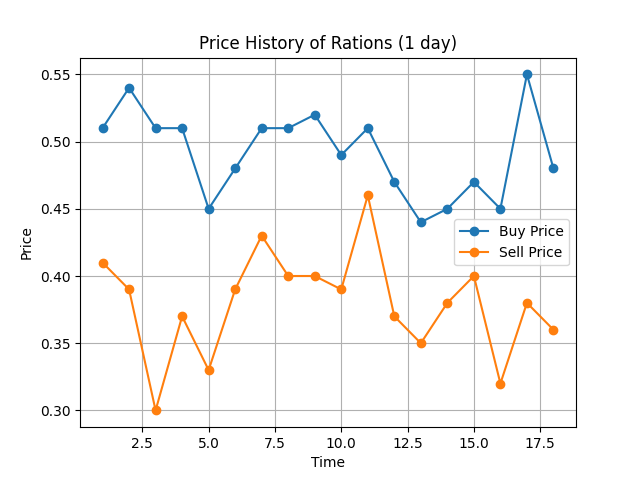 Price History of Rations (1 day)
0.55
0.50
0.45
0.40
0.35
0.30
Price
Buy Price
Sell Price
2.5 5.0 7.5 10.0 12.5 15.0 17.5
Time